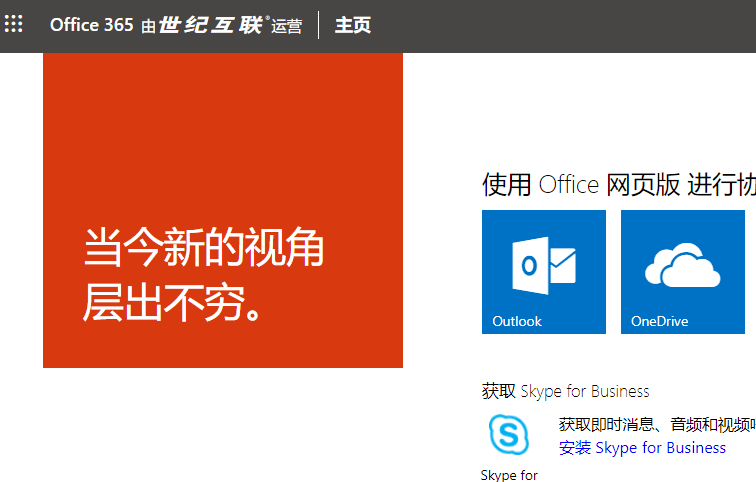 Office 365 由世纪互联®运营 主页
当今新的视角
层出不穷。
使用 Office 网页版 进行协
Outlook
OneDrive
获取 Skype for Business
获取即时消息、音频和视频
安装 Skype for Business
Skype for